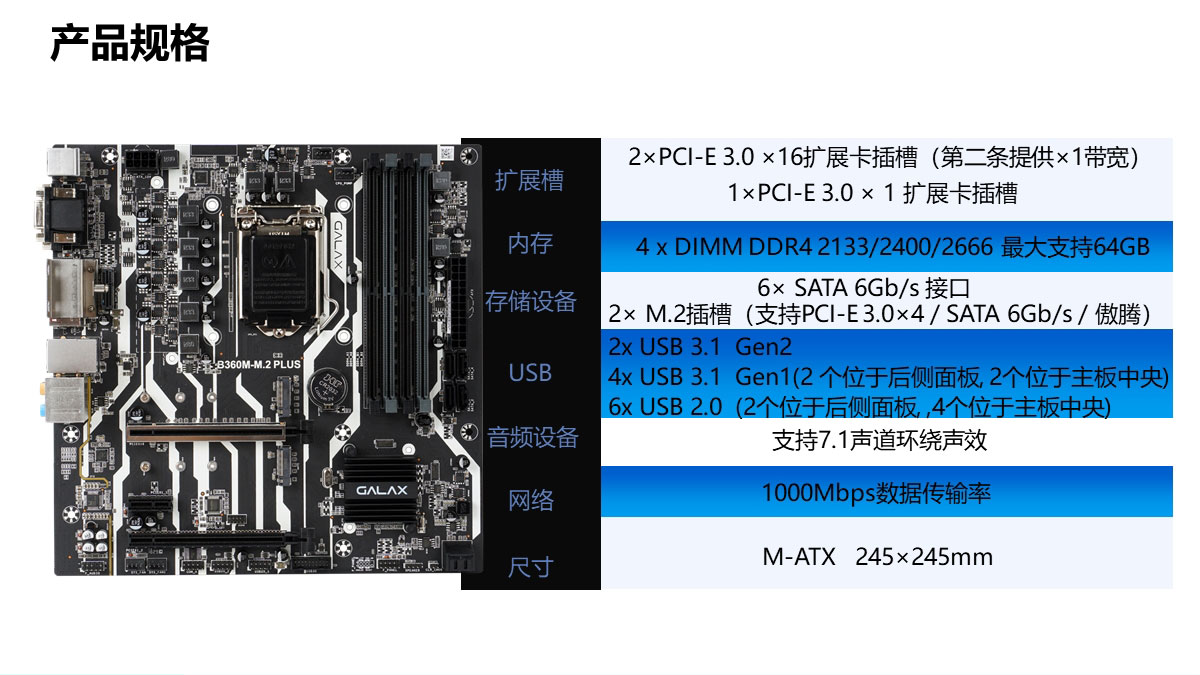 产品规格
GALAX
B360M-M.2 PLUS
GALAX
扩展槽
2×PCI-E 3.0 ×16扩展卡插槽（第二条提供×1带宽）
1×PCI-E 3.0 × 1 扩展卡插槽
内存
4 x DIMM DDR4 2133/2400/2666 最大支持64GB
存储设备
6× SATA 6Gb/s 接口
2× M.2插槽（支持PCI-E 3.0×4 / SATA 6Gb/s / 傲腾）
USB
2x USB 3.1 Gen2
4x USB 3.1 Gen1(2 个位于后侧面板, 2个位于主板中央)
6x USB 2.0 (2个位于后侧面板, ,4个位于主板中央)
音频设备
支持7.1声道环绕声效
网络
1000Mbps数据传输率
尺寸
M-ATX 245×245mm